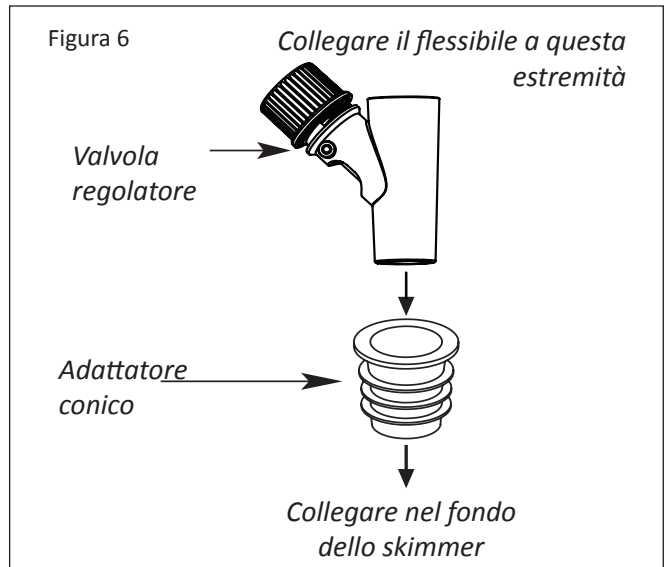 Figura 6
Collegare il flessibile a questa
estremità
Valvola
regolatore
Adattatore
conico
Collegare nel fondo
dello skimmer